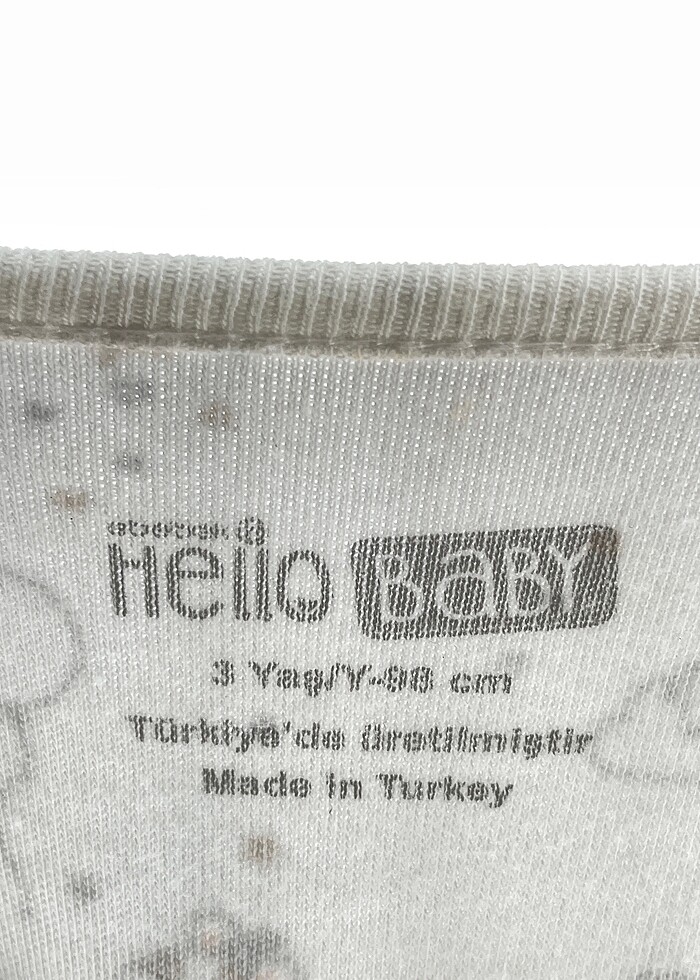 Hello BaBY
3 Yaş/Y-98 cm
Türkiye'de üretilmiştir
Made in Turkey